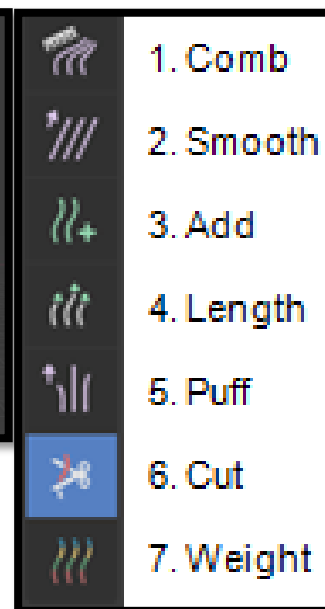 1. Comb
2. Smooth
3. Add
4. Length
5. Puff
6. Cut
7. Weight